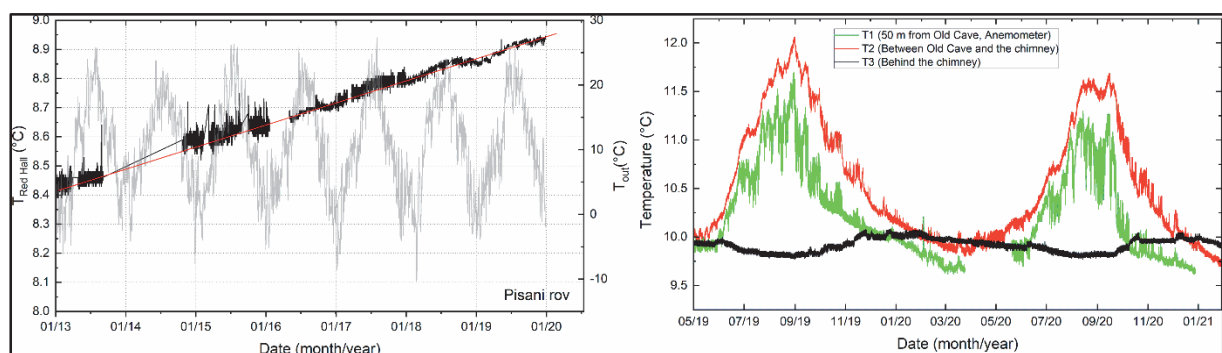 9.0
8.9
8.8
8.7
8.6
8.5
8.4
8.3
8.2
8.1
8.0
T Red Hall (°C)
30
20
10
0
-10
T out(°C)
Pisani rov
01/13 01/14 01/15 01/16 01/17 01/18 01/19 01/20
Date (month/year)
T1 (50 m from Old Cave, Anemometer)
T2 (Between Old Cave and the chimney)
T3 (Behind the chimney)
12.0
11.5
11.0
10.5
10.0
9.5
Temperature (°C)
05/19 07/19 09/19 11/19 01/20 03/20 05/20 07/20 09/20 11/20 01/21
Date (month/year)